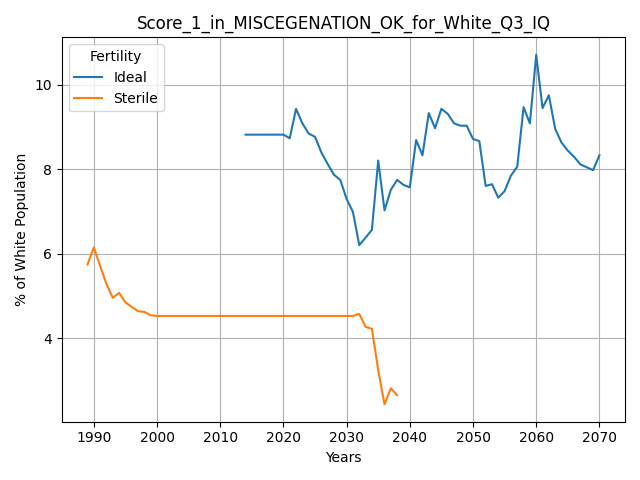 Score_1_in_MISCEGENATION_OK_for_White_Q3_IQ
Fertility
Ideal
Sterile
% of White Population
10
8
6
4
1990 2000 2010 2020 2030 2040 2050 2060 2070
Years